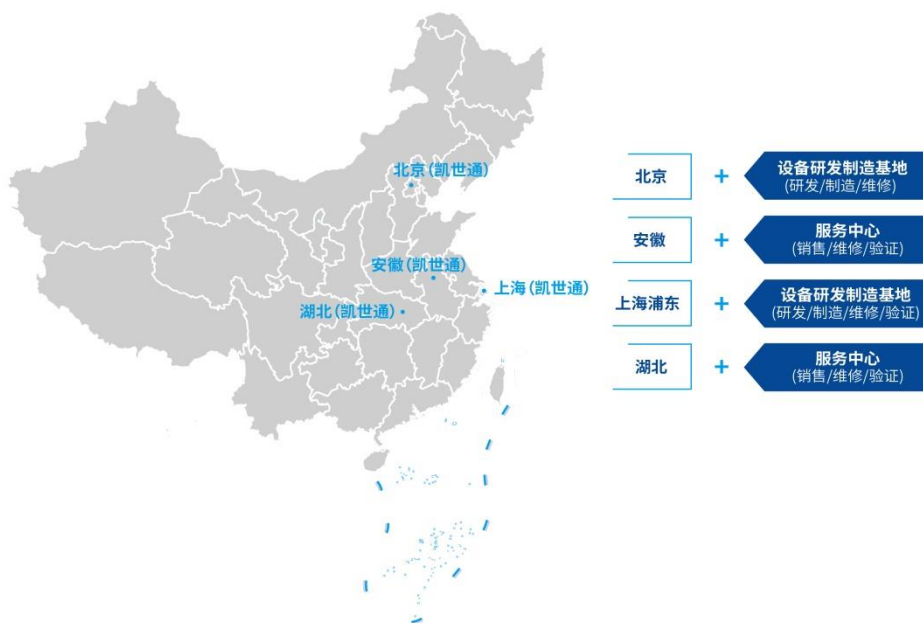 北京(凯世通)
安徽(凯世通)
上海(凯世通)
湖北(凯世通)
北京
+
设备研发制造基地
(研发/制造/维修)
安徽
+
服务中心
(销售/维修/验证)
上海浦东
+
设备研发制造基地
(研发/制造/维修/验证)
湖北
+
服务中心
(销售/维修/验证)